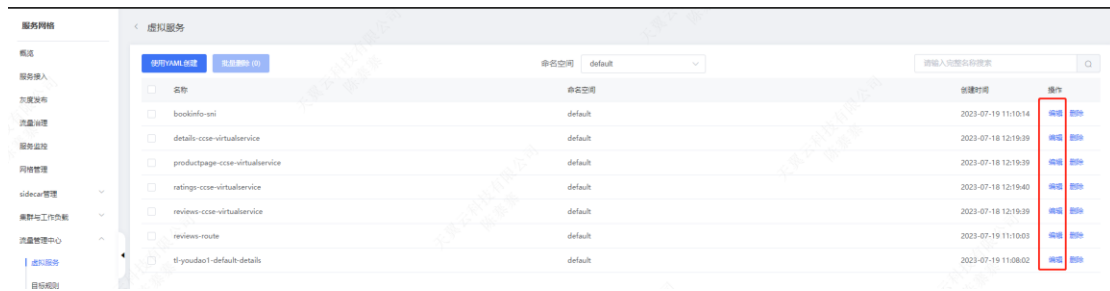 服务网格
概览
服务接入
灰度发布
流量治理
服务监控
网格管理
sidecar管理
集群与工作负载
流量管理中心
虚拟服务
目标规则
虚拟服务
使用YAML创建 批量删除 (0) 命名空间 default 请输入完整名称搜索
名称 命名空间 创建时间 操作
bookinfo-sni default 2023-07-19 11:10:14 编辑 删除
details-ccse-virtualservice default 2023-07-18 12:19:39 编辑 删除
productpage-ccse-virtualservice default 2023-07-18 12:19:39 编辑 删除
ratings-ccse-virtualservice default 2023-07-18 12:19:40 编辑 删除
reviews-ccse-virtualservice default 2023-07-18 12:19:39 编辑 删除
reviews-route default 2023-07-19 11:10:03 编辑 删除
tl-youdao1-default-details default 2023-07-19 11:08:02 编辑 删除